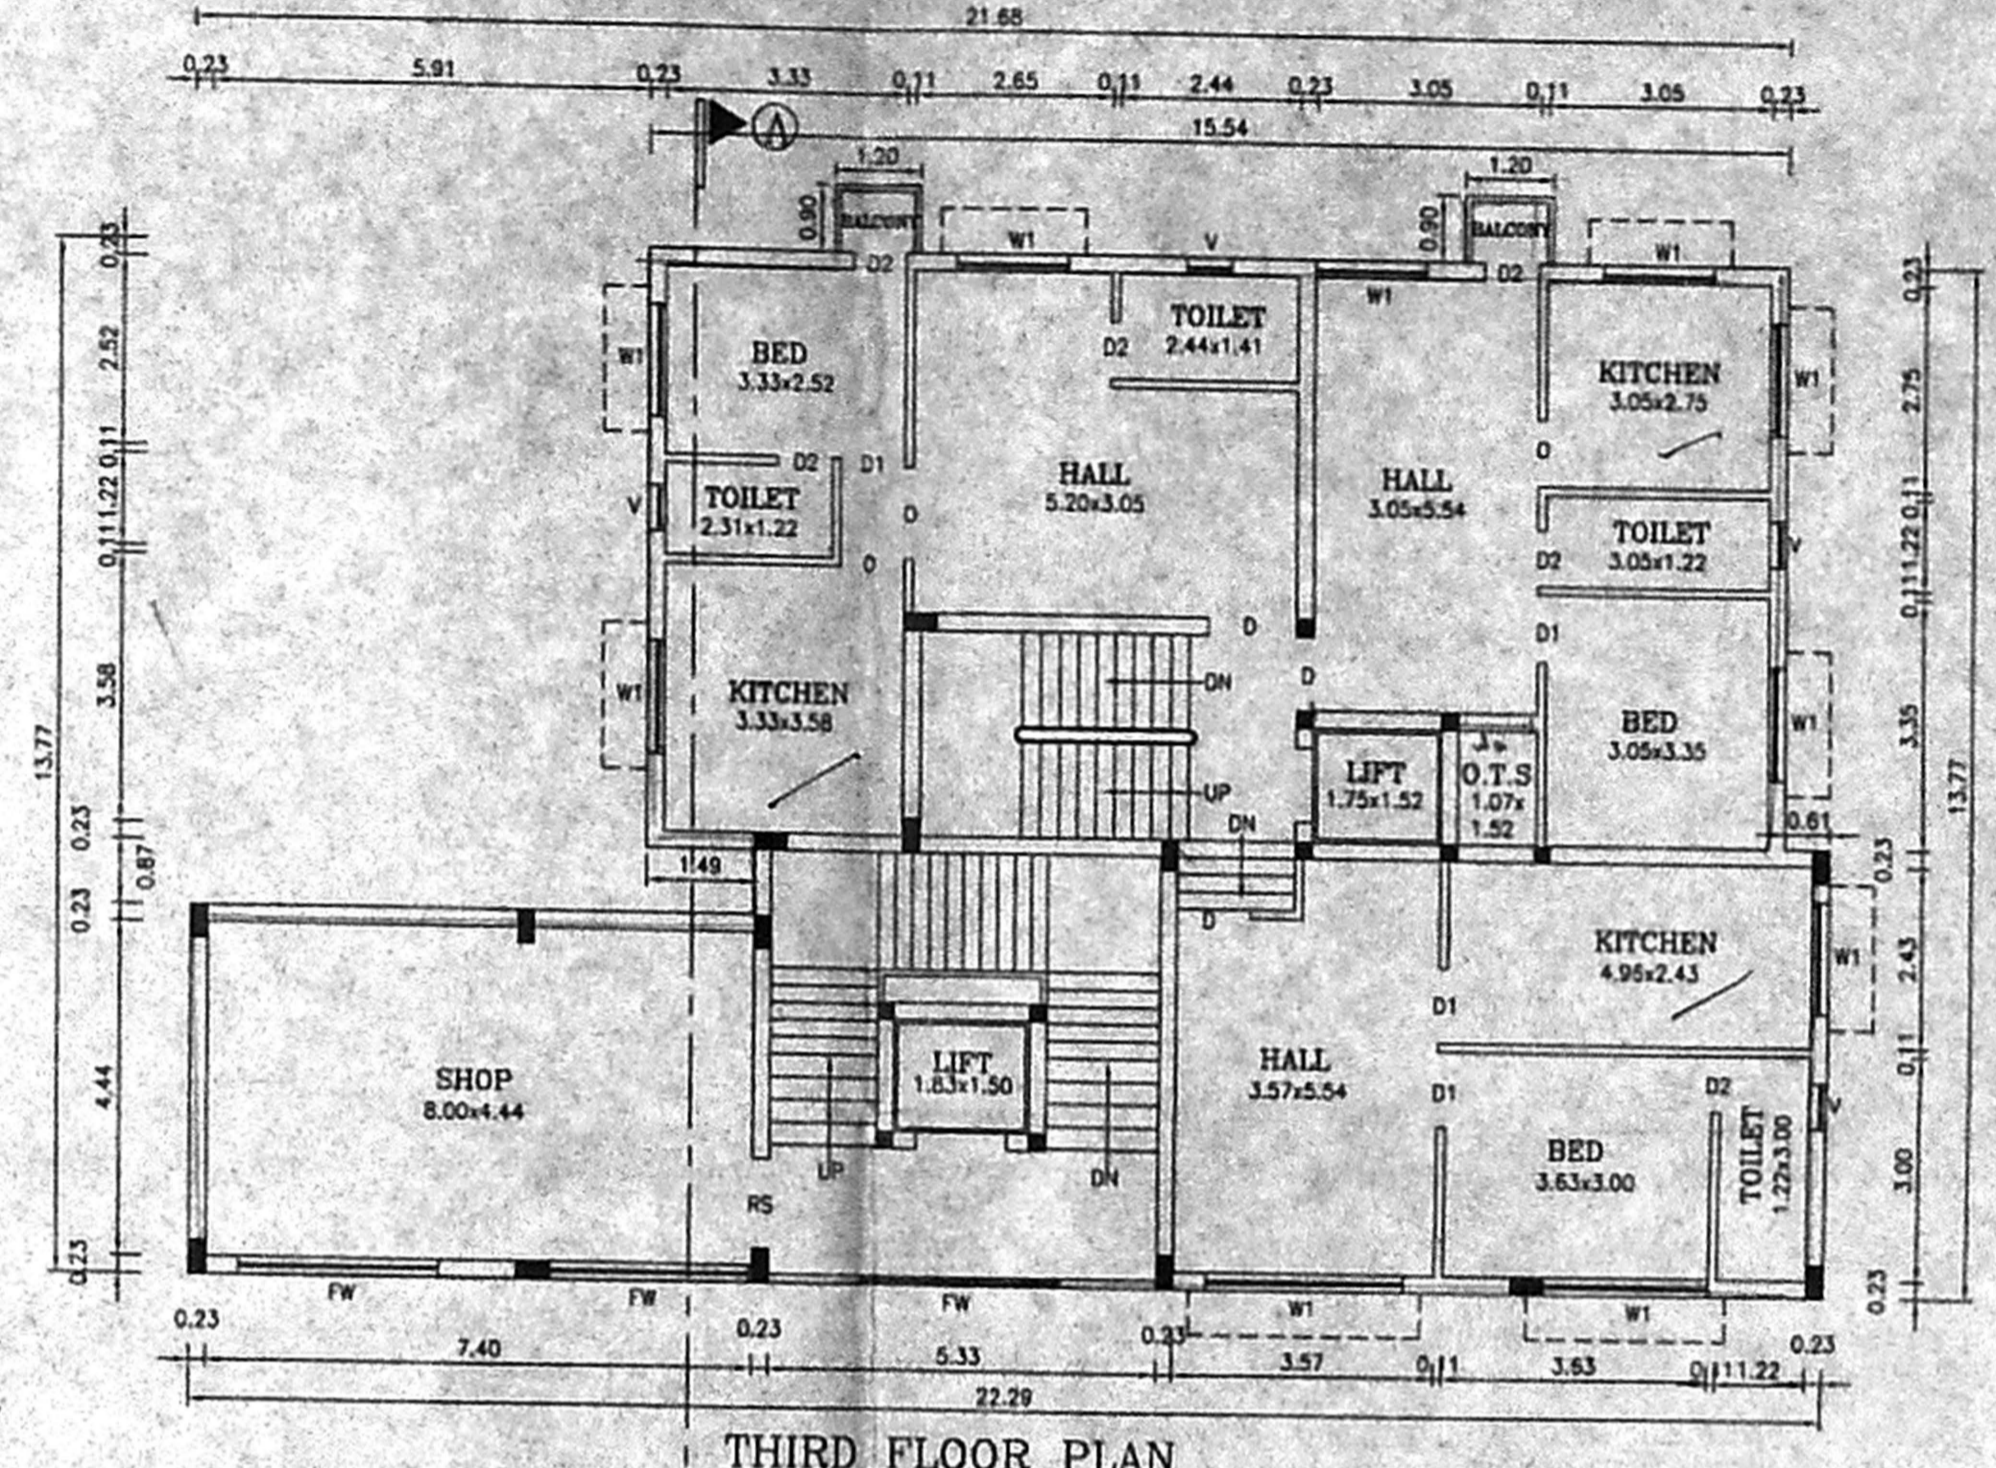 21.68
0.23 5.91 0.23 3.33 0.11 2.65 0.11 2.44 0.23 3.05 0.11 3.05 0.23
A
15.54
1.20
1.20
0.90
BALCONY
0.90
BALCONY
W1
V
W1
D2
D2
W1
0.23
2.52
0.11
1.22
0.11
3.58
0.23
0.87
0.23
4.44
0.23
13.77
W1
BED
3.33x2.52
D2
TOILET
2.44x1.41
KITCHEN
3.05x2.75
W1
D2
D1
D
V
TOILET
2.31x1.22
D
D
HALL
5.20x3.05
HALL
3.05x5.54
TOILET
3.05x1.22
V
D2
D
D1
D
W1
KITCHEN
3.33x3.58
DN
UP
DN
BED
3.05x3.35
W1
LIFT
1.75x1.52
O.T.S
1.07x
1.52
0.61
1.49
D
0.23
2.75
0.11
1.22
0.11
3.35
0.23
2.43
0.11
3.00
0.23
13.77
KITCHEN
4.95x2.43
W1
D1
SHOP
8.00x4.44
LIFT
1.83x1.50
HALL
3.57x5.54
D1
D2
V
UP
DN
BED
3.63x3.00
TOILET
1.22x3.00
RS
FW
FW
FW
W1
W1
0.23 0.23 0.23 0.23
7.40 5.33 3.57 0.11 3.63 0.11 1.22
22.29
THIRD FLOOR PLAN